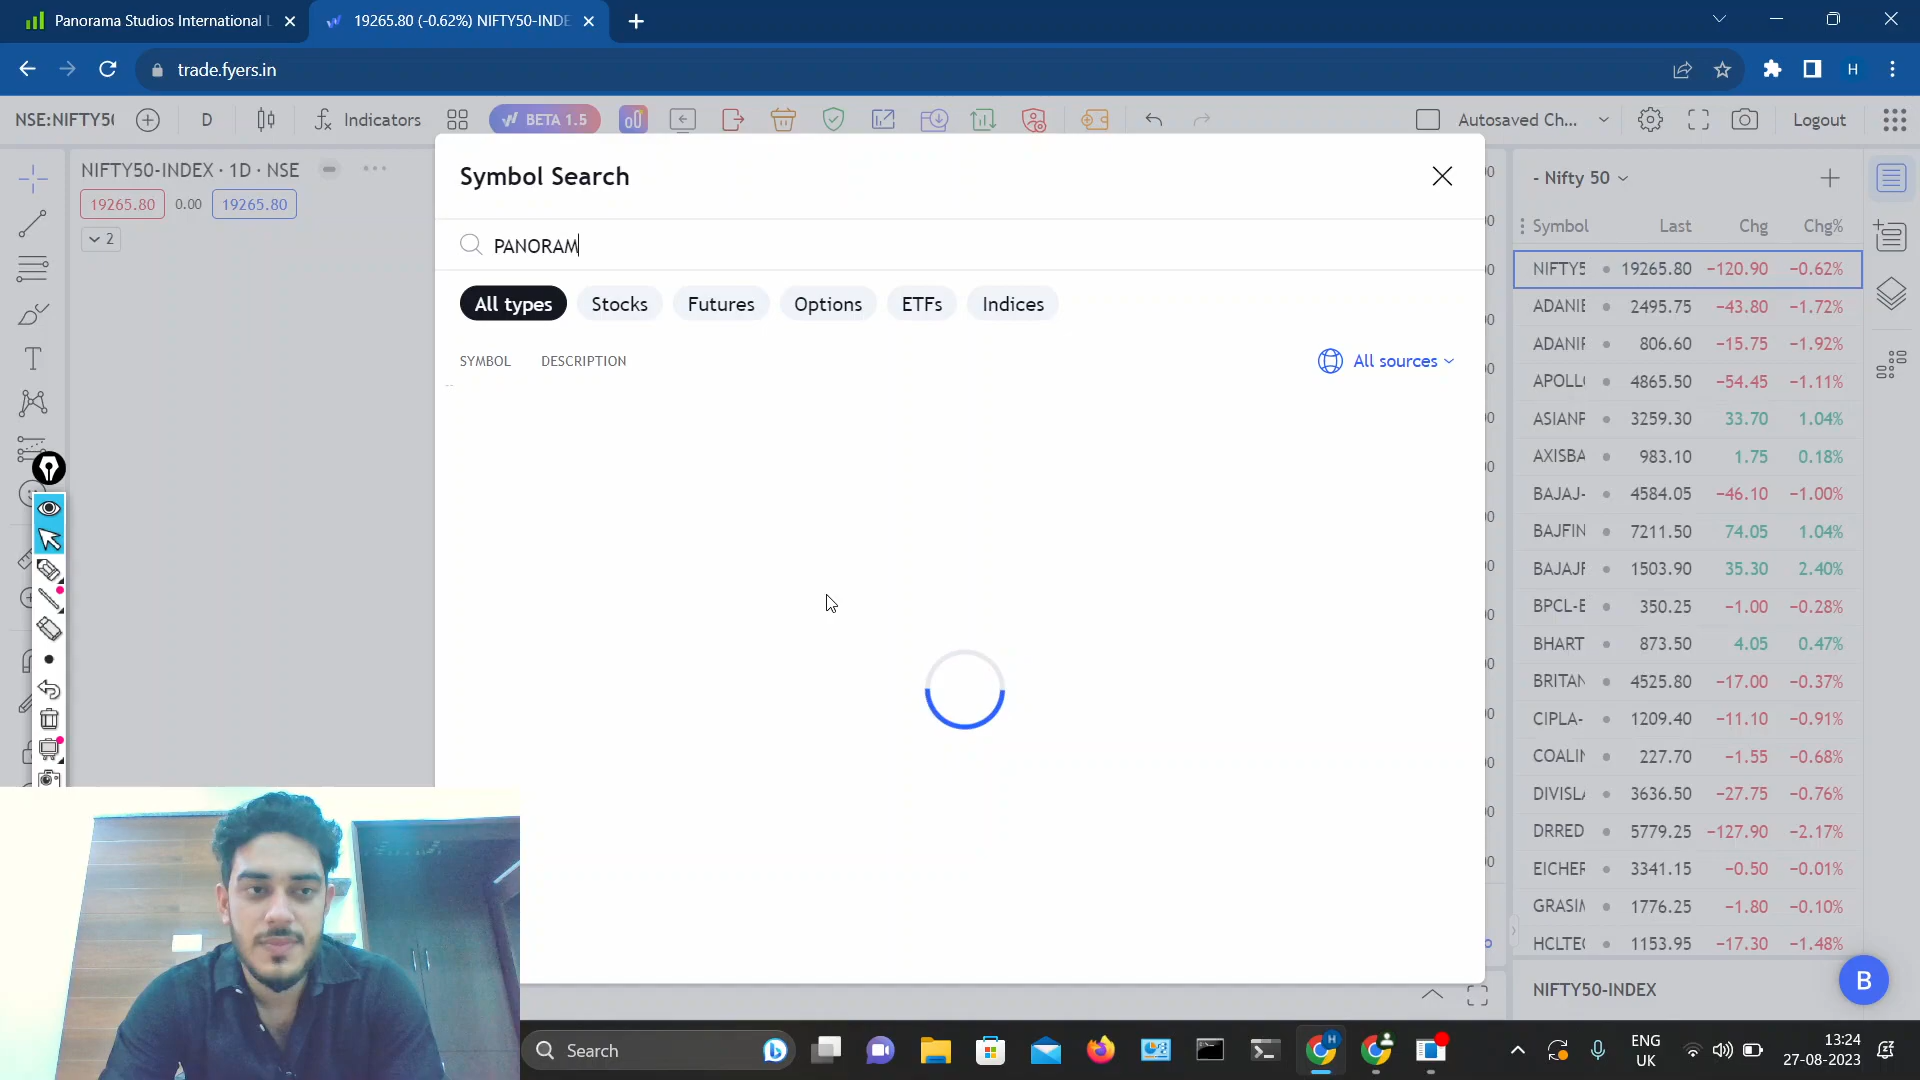 Panorama Studios International L
19265.80 (-0.62%) NIFTY50-INDE
trade.fyers.in
H
NSE:NIFTY5(
D
Indicators
BETA 1.5
Autosaved Ch...
Logout
NIFTY50-INDEX · 1D · NSE
19265.80 0.00 19265.80
2
Symbol Search
PANORAM
All types Stocks Futures Options ETFs Indices
SYMBOL DESCRIPTION
All sources
- Nifty 50
Symbol Last Chg Chg%
NIFTY5 19265.80 −120.90 −0.62%
ADANIE 2495.75 −43.80 −1.72%
ADANIF 806.60 −15.75 −1.92%
APOLL( 4865.50 −54.45 −1.11%
ASIANP 3259.30 33.70 1.04%
AXISBA 983.10 1.75 0.18%
BAJAJ- 4584.05 −46.10 −1.00%
BAJFIN 7211.50 74.05 1.04%
BAJAJF 1503.90 35.30 2.40%
BPCL-E 350.25 −1.00 −0.28%
BHART 873.50 4.05 0.47%
BRITAN 4525.80 −17.00 −0.37%
CIPLA- 1209.40 −11.10 −0.91%
COALIN 227.70 −1.55 −0.68%
DIVISL 3636.50 −27.75 −0.76%
DRRED 5779.25 −127.90 −2.17%
EICHER 3341.15 −0.50 −0.01%
GRASIM 1776.25 −1.80 −0.10%
HCLTE( 1153.95 −17.30 −1.48%
NIFTY50-INDEX
B
Search
H
ENG
UK
13:24
27-08-2023